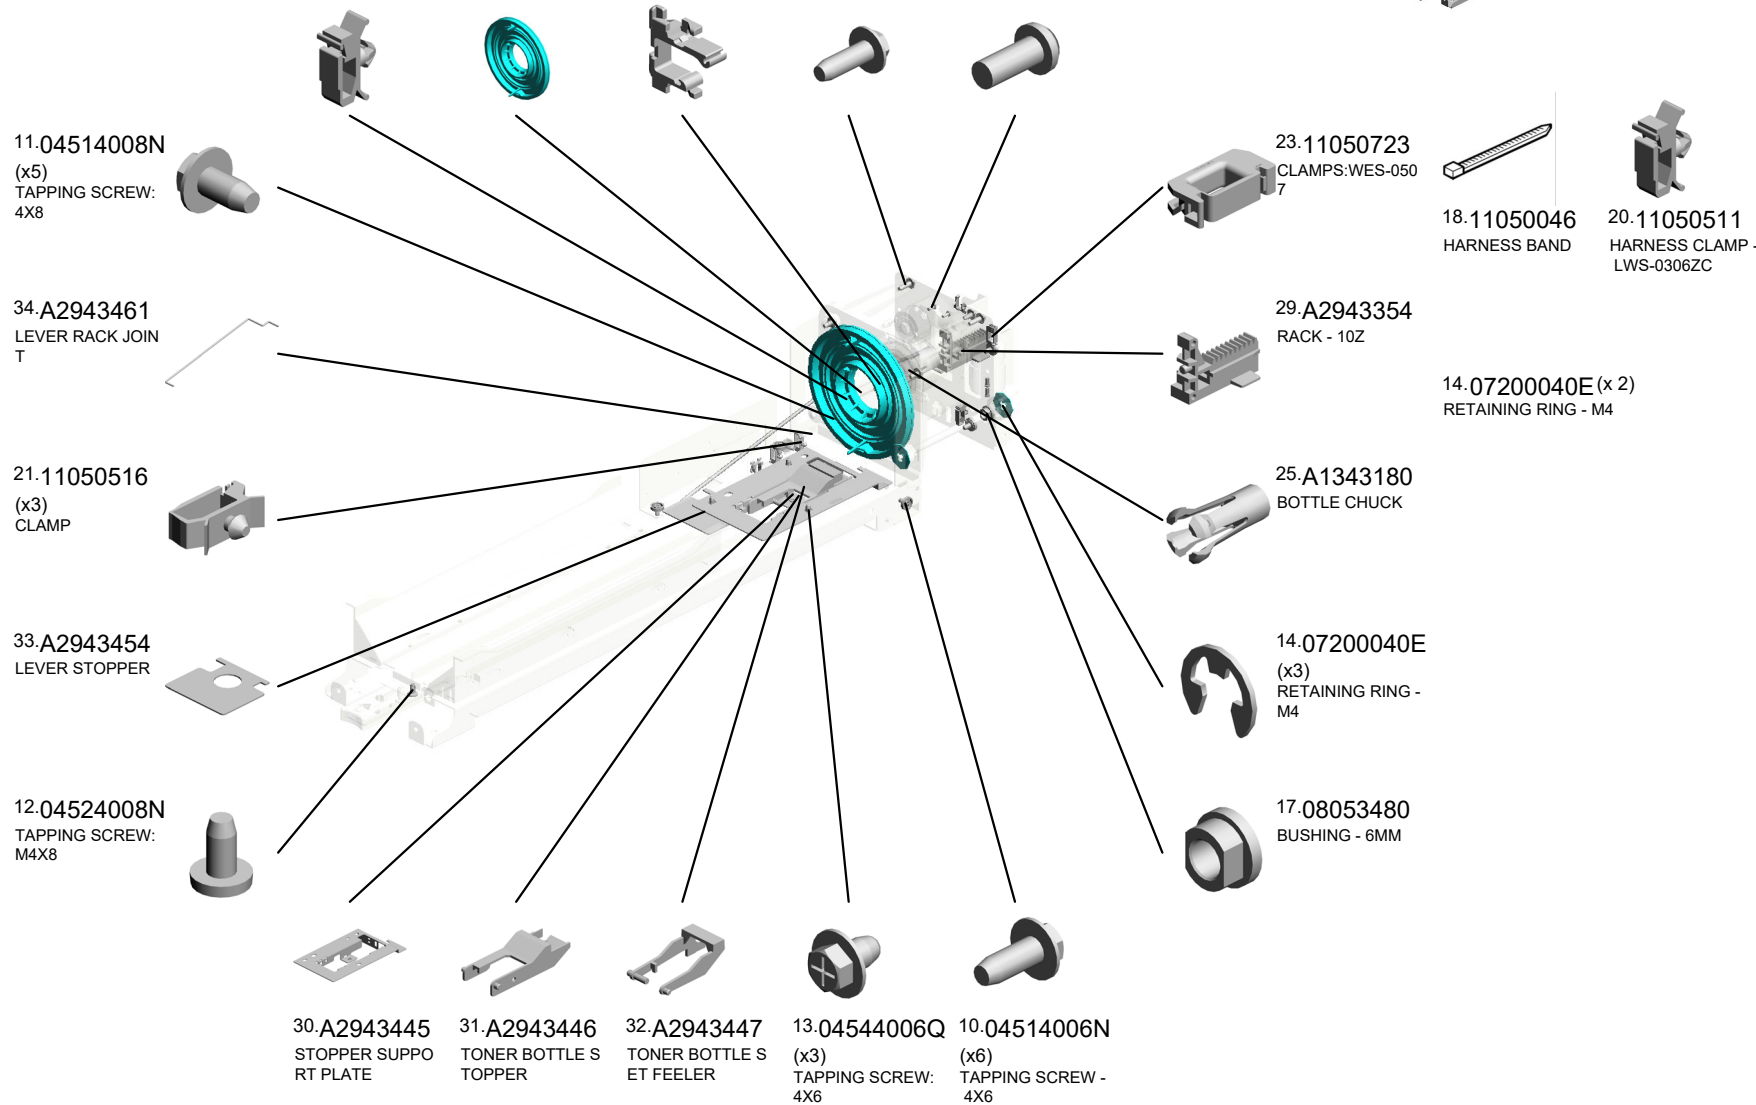 11.04514008N
(x5)
TAPPING SCREW:
4X8
34.A2943461
LEVER RACK JOIN
T
21.11050516
(x3)
CLAMP
33.A2943454
LEVER STOPPER
12.04524008N
TAPPING SCREW:
M4X8
30.A2943445
STOPPER SUPPO
RT PLATE
31.A2943446
TONER BOTTLE S
TOPPER
32.A2943447
TONER BOTTLE S
ET FEELER
13.04544006Q
(x3)
TAPPING SCREW:
4X6
10.04514006N
(x6)
TAPPING SCREW -
4X6
23.11050723
CLAMPS:WES-050
7
29.A2943354
RACK - 10Z
25.A1343180
BOTTLE CHUCK
14.07200040E
(x3)
RETAINING RING -
M4
17.08053480
BUSHING - 6MM
18.11050046
HARNESS BAND
20.11050511
HARNESS CLAMP -
LWS-0306ZC
14.07200040E (x 2)
RETAINING RING - M4